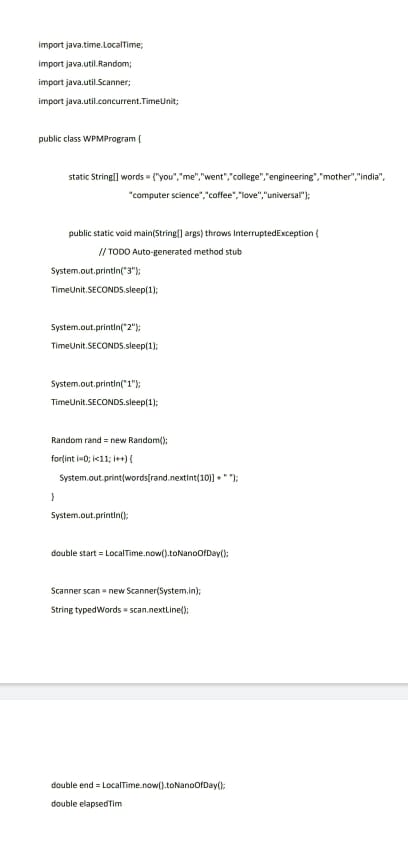 import java.time.LocalTime;
import java.util.Random;
import java.util.Scanner;
import java.util.concurrent.TimeUnit;
public class WPMProgram {
static String[] words = {"you","me","went","college","engineering","mother","india",
"computer science","coffee","love","universal"};
public static void main(String[] args) throws InterruptedException {
// TODO Auto-generated method stub
System.out.println("3");
TimeUnit.SECONDS.sleep(1);
System.out.println("2");
TimeUnit.SECONDS.sleep(1);
System.out.println("1");
TimeUnit.SECONDS.sleep(1);
Random rand = new Random();
for(int i=0; i<11; i++) {
System.out.print(words[rand.nextInt(10)] + " ");
}
System.out.println();
double start = LocalTime.now().toNanoOfDay();
Scanner scan = new Scanner(System.in);
String typedWords = scan.nextLine();
double end = LocalTime.now().toNanoOfDay();
double elapsedTim